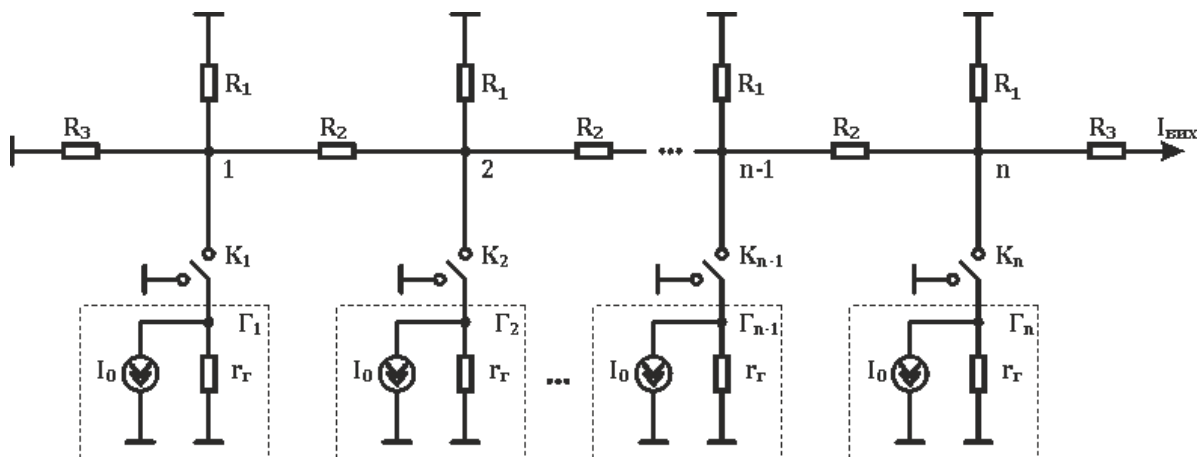 R₁ R₁ R₁ R₁
R₃ R₂ R₂ ... R₂ R₃ Iвих
1 2 n-1 n
K₁ K₂ Kn-1 Kn
Г₁ Г₂ Гn-1 Гn
I₀ rг I₀ rг ... I₀ rг I₀ rг